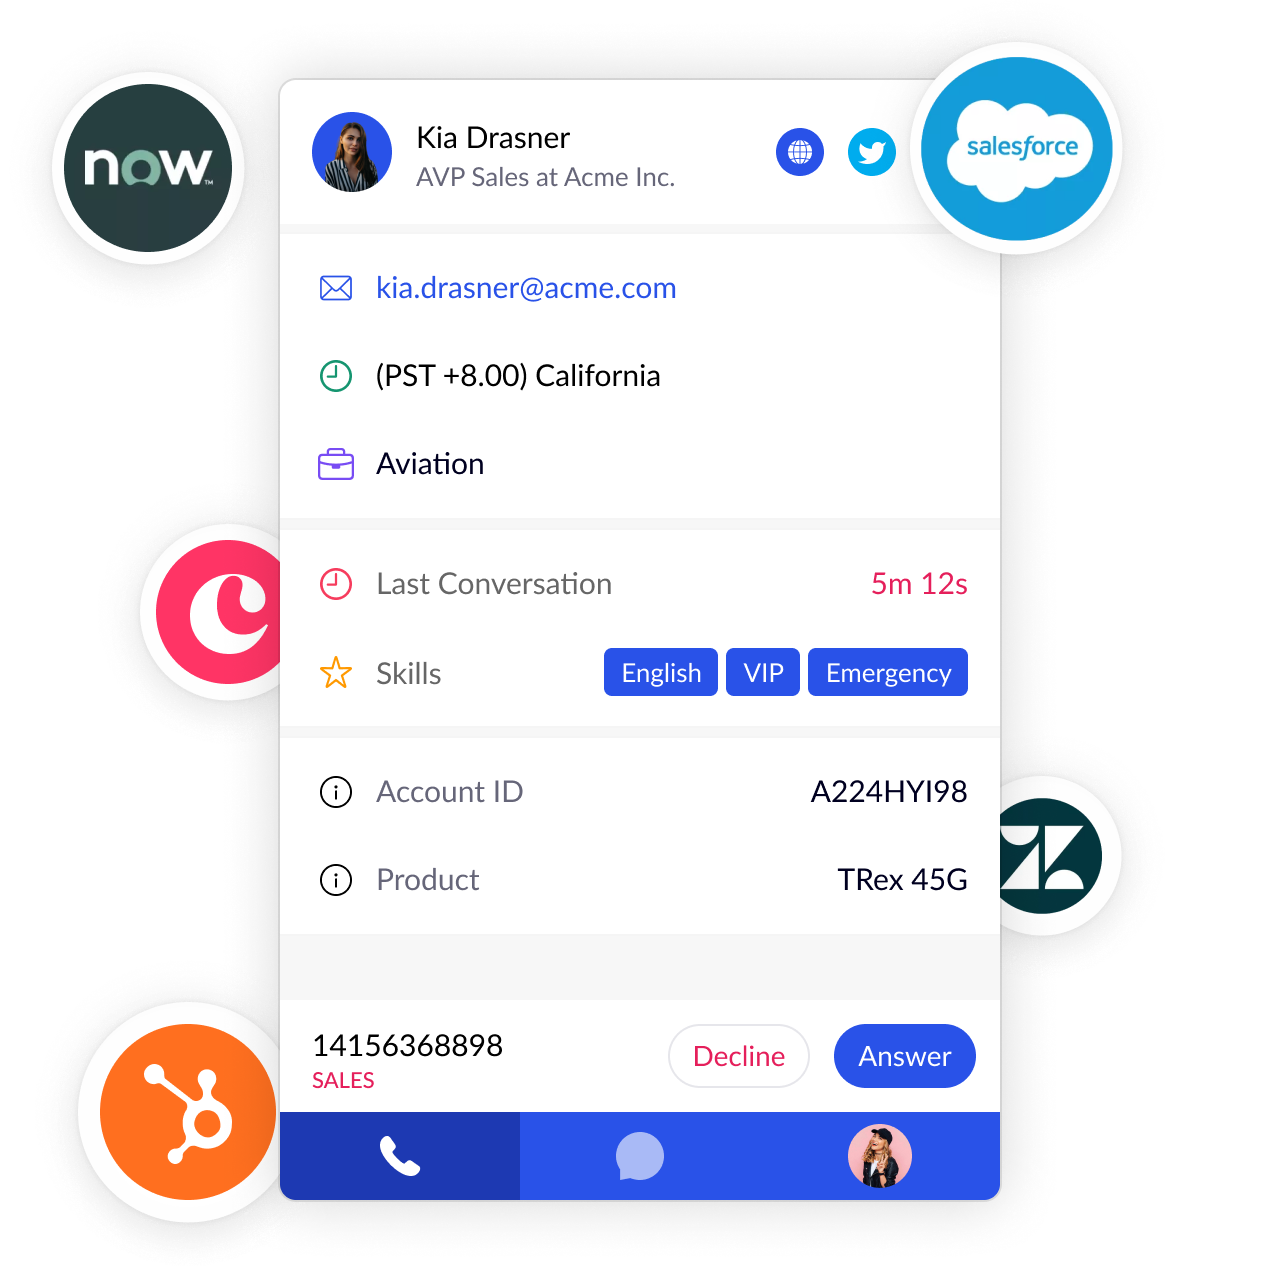 now™
salesforce
Kia Drasner
AVP Sales at Acme Inc.
kia.drasner@acme.com
(PST +8.00) California
Aviation
Last Conversation 5m 12s
Skills English VIP Emergency
Account ID A224HYI98
Product TRex 45G
14156368898
SALES
Decline Answer